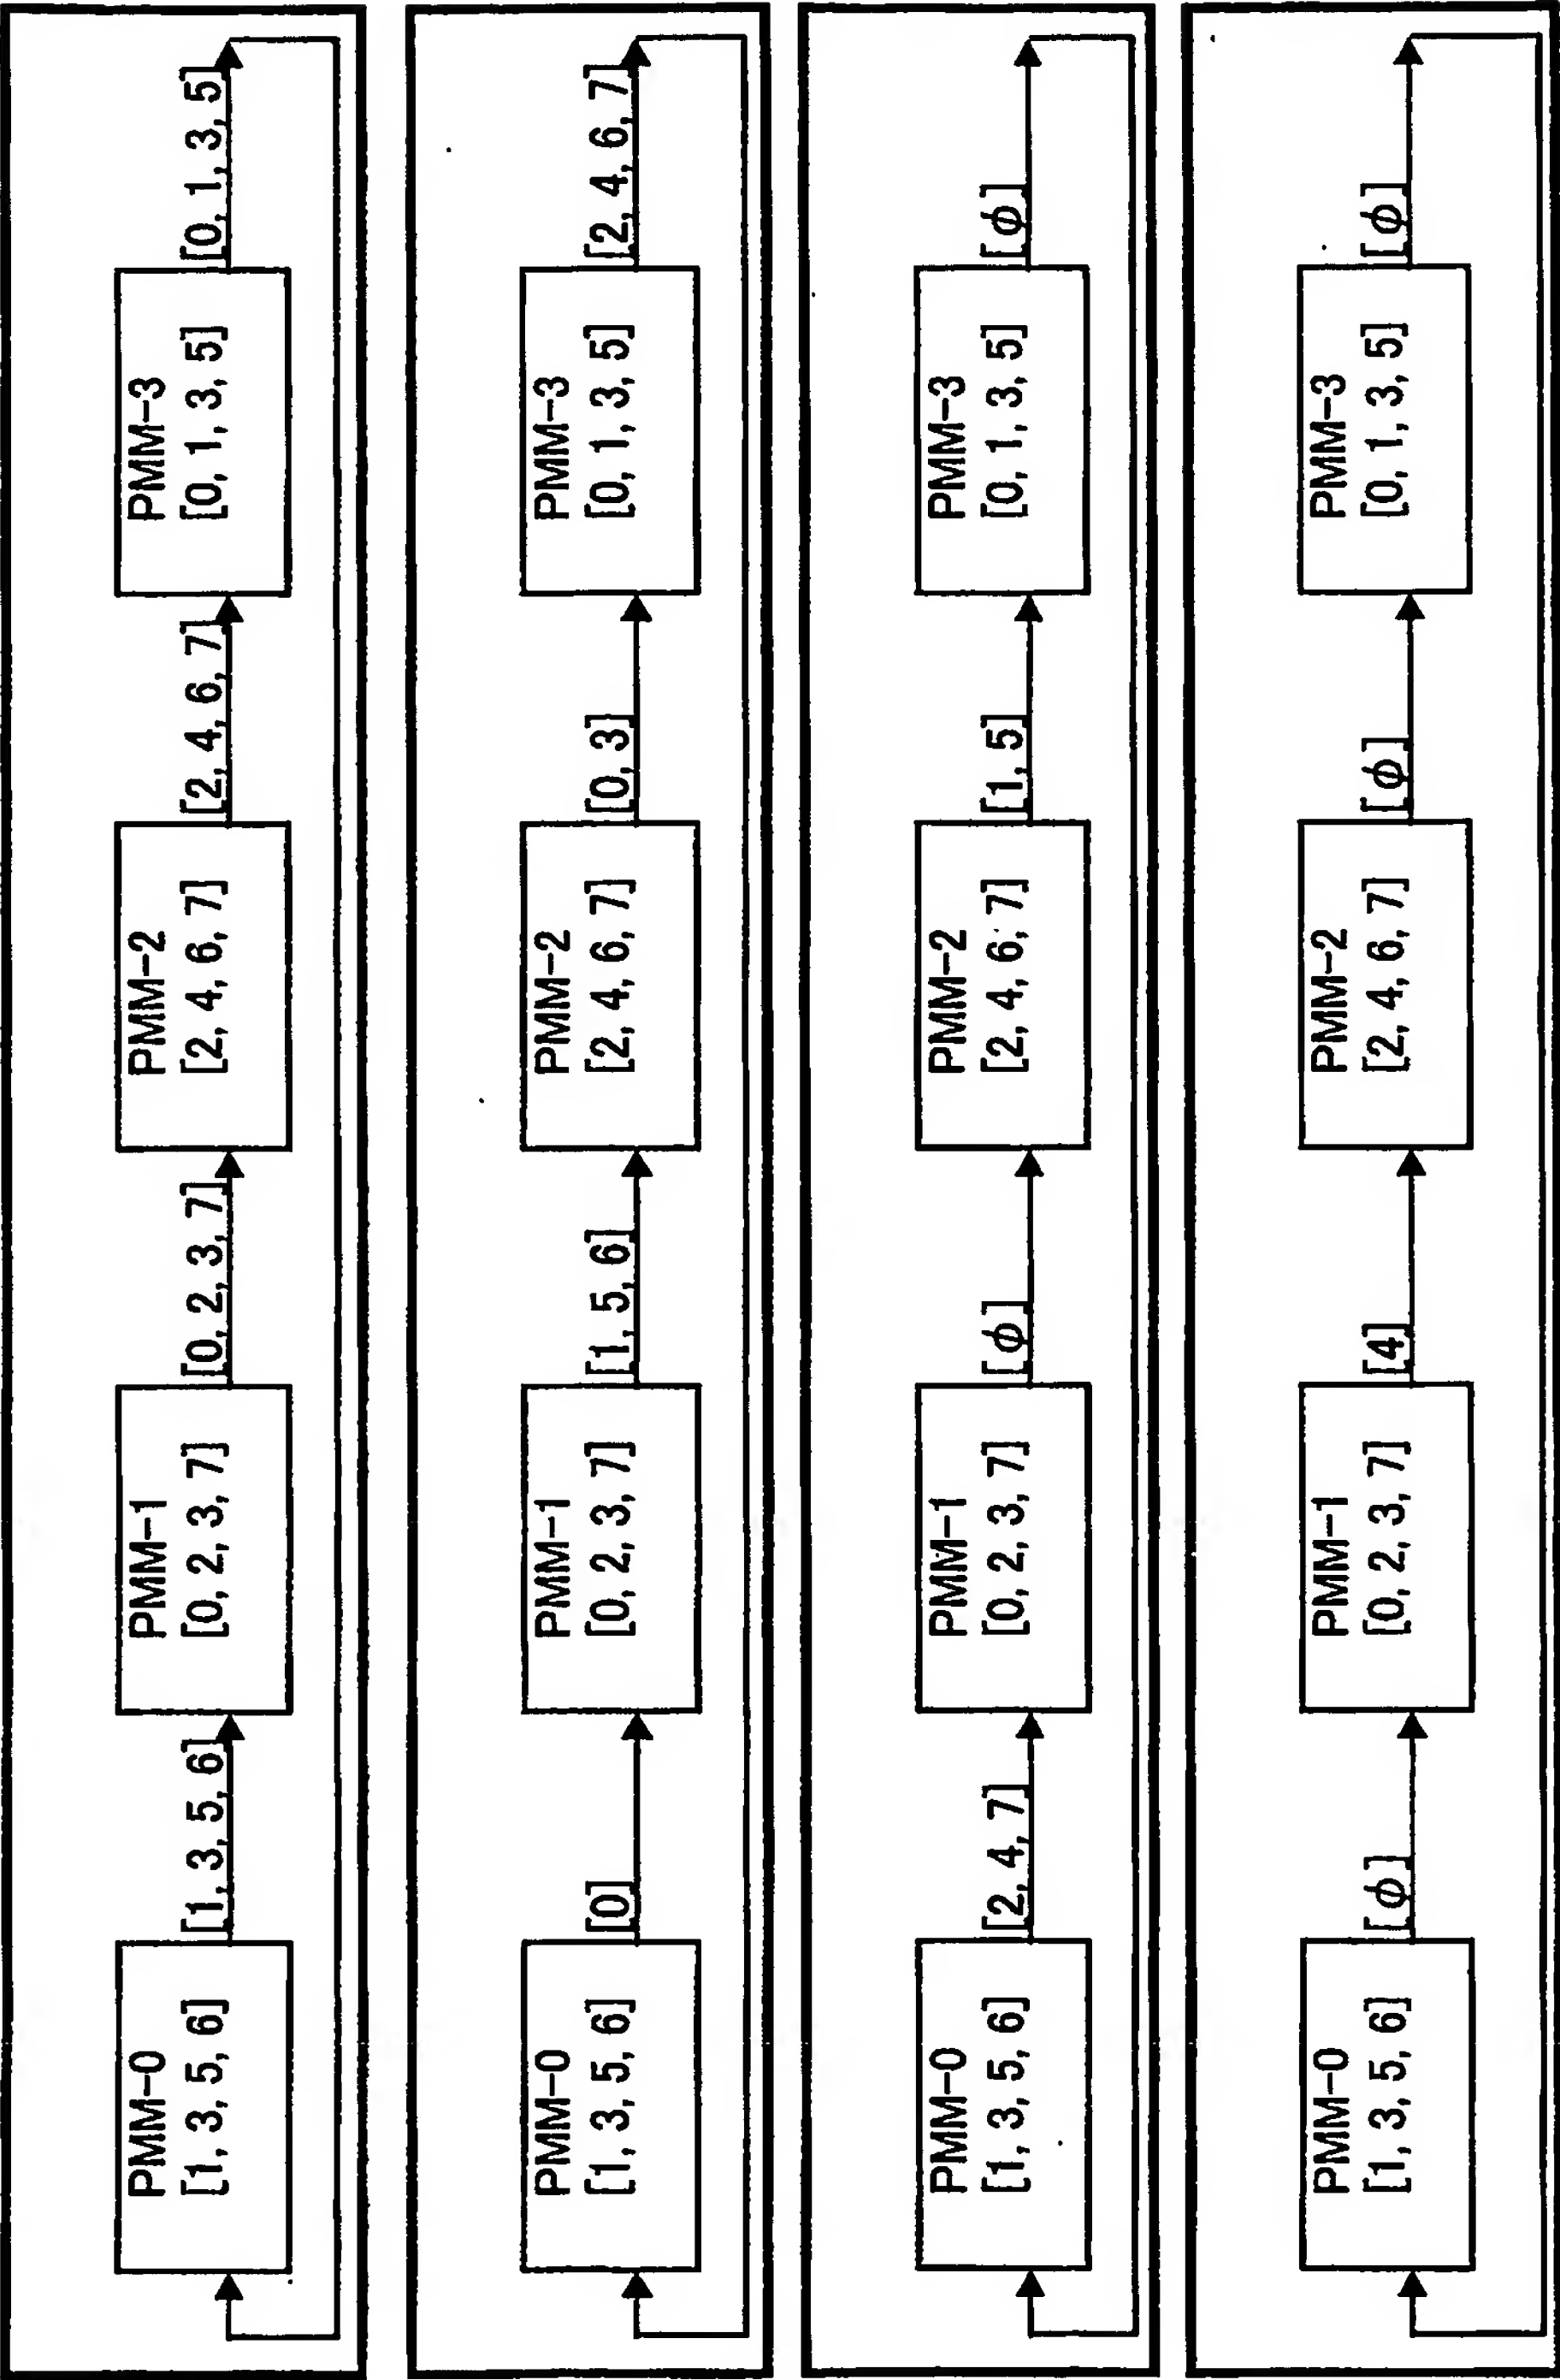 PMM-0
[1, 3, 5, 6]
[1, 3, 5, 6]
PMM-1
[0, 2, 3, 7]
[0, 2, 3, 7]
PMM-2
[2, 4, 6, 7]
[2, 4, 6, 7]
PMM-3
[0, 1, 3, 5]
[0, 1, 3, 5]
PMM-0
[1, 3, 5, 6]
[0]
PMM-1
[0, 2, 3, 7]
[1, 5, 6]
PMM-2
[2, 4, 6, 7]
[0, 3]
PMM-3
[0, 1, 3, 5]
[2, 4, 6, 7]
PMM-0
[1, 3, 5, 6]
[2, 4, 7]
PMM-1
[0, 2, 3, 7]
[ϕ]
PMM-2
[2, 4, 6, 7]
[1, 5]
PMM-3
[0, 1, 3, 5]
[ϕ]
PMM-0
[1, 3, 5, 6]
[ϕ]
PMM-1
[0, 2, 3, 7]
[4]
PMM-2
[2, 4, 6, 7]
[ϕ]
PMM-3
[0, 1, 3, 5]
[ϕ]